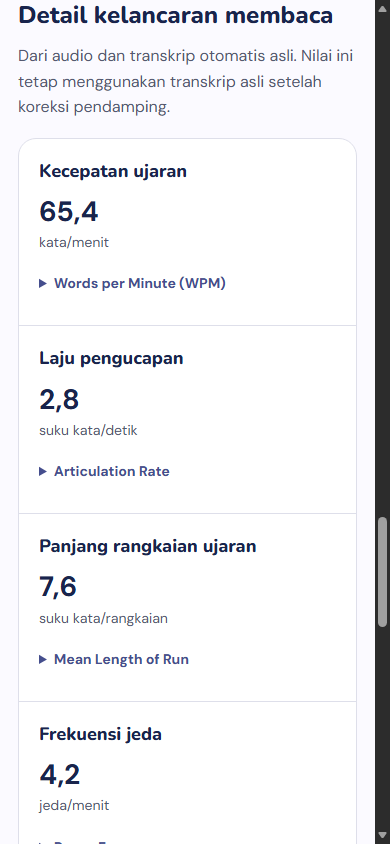 Detail kelancaran membaca
Dari audio dan transkrip otomatis asli. Nilai ini
tetap menggunakan transkrip asli setelah
koreksi pendamping.
Kecepatan ujaran
65,4
kata/menit
Words per Minute (WPM)
Laju pengucapan
2,8
suku kata/detik
Articulation Rate
Panjang rangkaian ujaran
7,6
suku kata/rangkaian
Mean Length of Run
Frekuensi jeda
4,2
jeda/menit